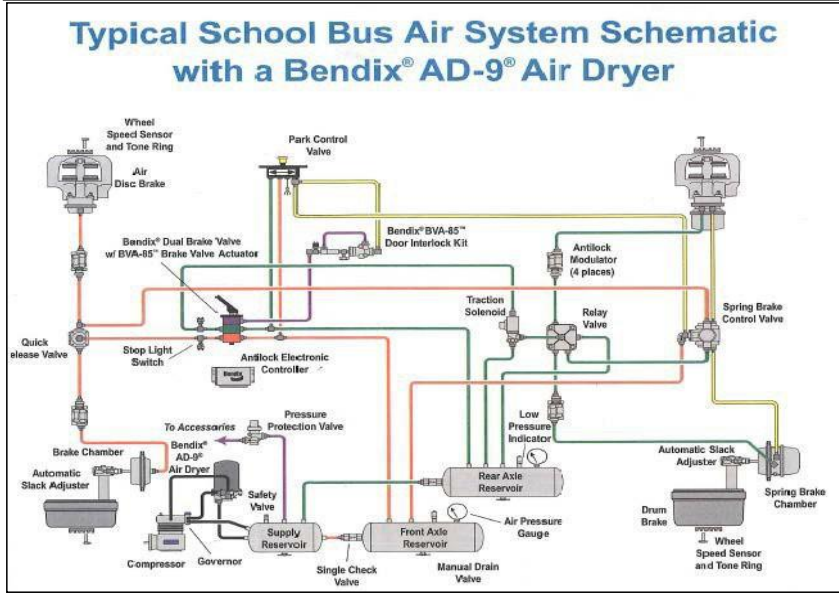 Typical School Bus Air System Schematic
with a Bendix® AD-9® Air Dryer
Wheel
Speed Sensor
and Tone Ring
Air
Disc Brake
Park Control
Valve
Bendix® BVA-85™
Door Interlock Kit
Bendix® Dual Brake Valve
w/ BVA-85™ Brake Valve Actuator
Antilock
Modulator
(4 places)
Traction
Solenoid
Relay
Valve
Spring Brake
Control Valve
Quick
elease Valve
Stop Light
Switch
Antilock Electronic
Controller
Bendix
To Accessories
Pressure
Protection Valve
Low
Pressure
Indicator
Brake Chamber
Bendix®
AD-9®
Air Dryer
Automatic
Slack Adjuster
Safety
Valve
Rear Axle
Reservoir
Automatic Slack
Adjuster
Spring Brake
Chamber
Supply
Reservoir
Front Axle
Reservoir
Air Pressure
Gauge
Drum
Brake
Compressor
Governor
Single Check
Valve
Manual Drain
Valve
Wheel
Speed Sensor
and Tone Ring